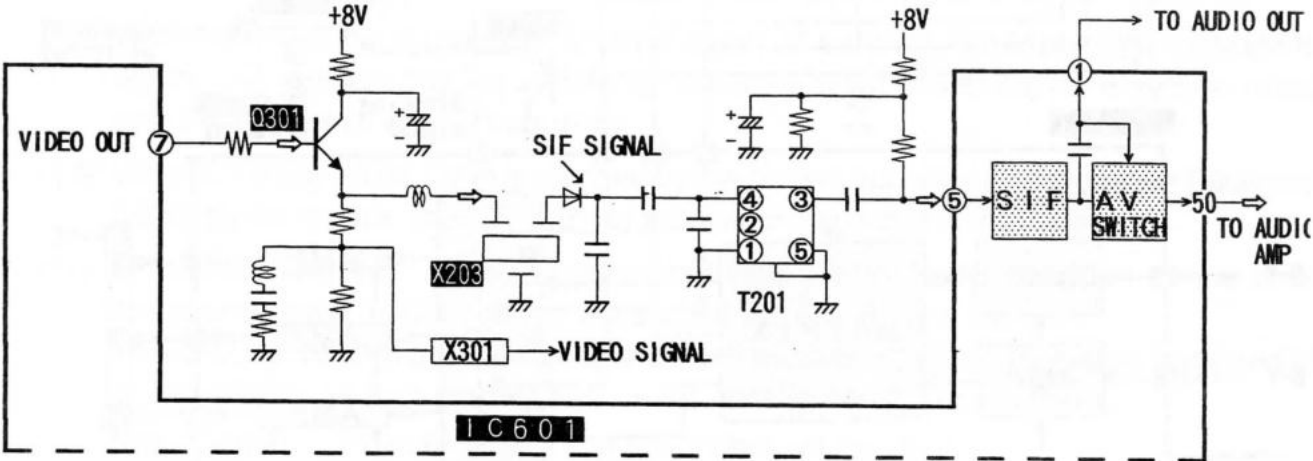 +8V
+8V
TO AUDIO OUT
1
VIDEO OUT
7
Q301
SIF SIGNAL
4
3
2
1
5
5
SIF
AV
SWITCH
50
TO AUDIO
AMP
X203
T201
X301
VIDEO SIGNAL
IC601